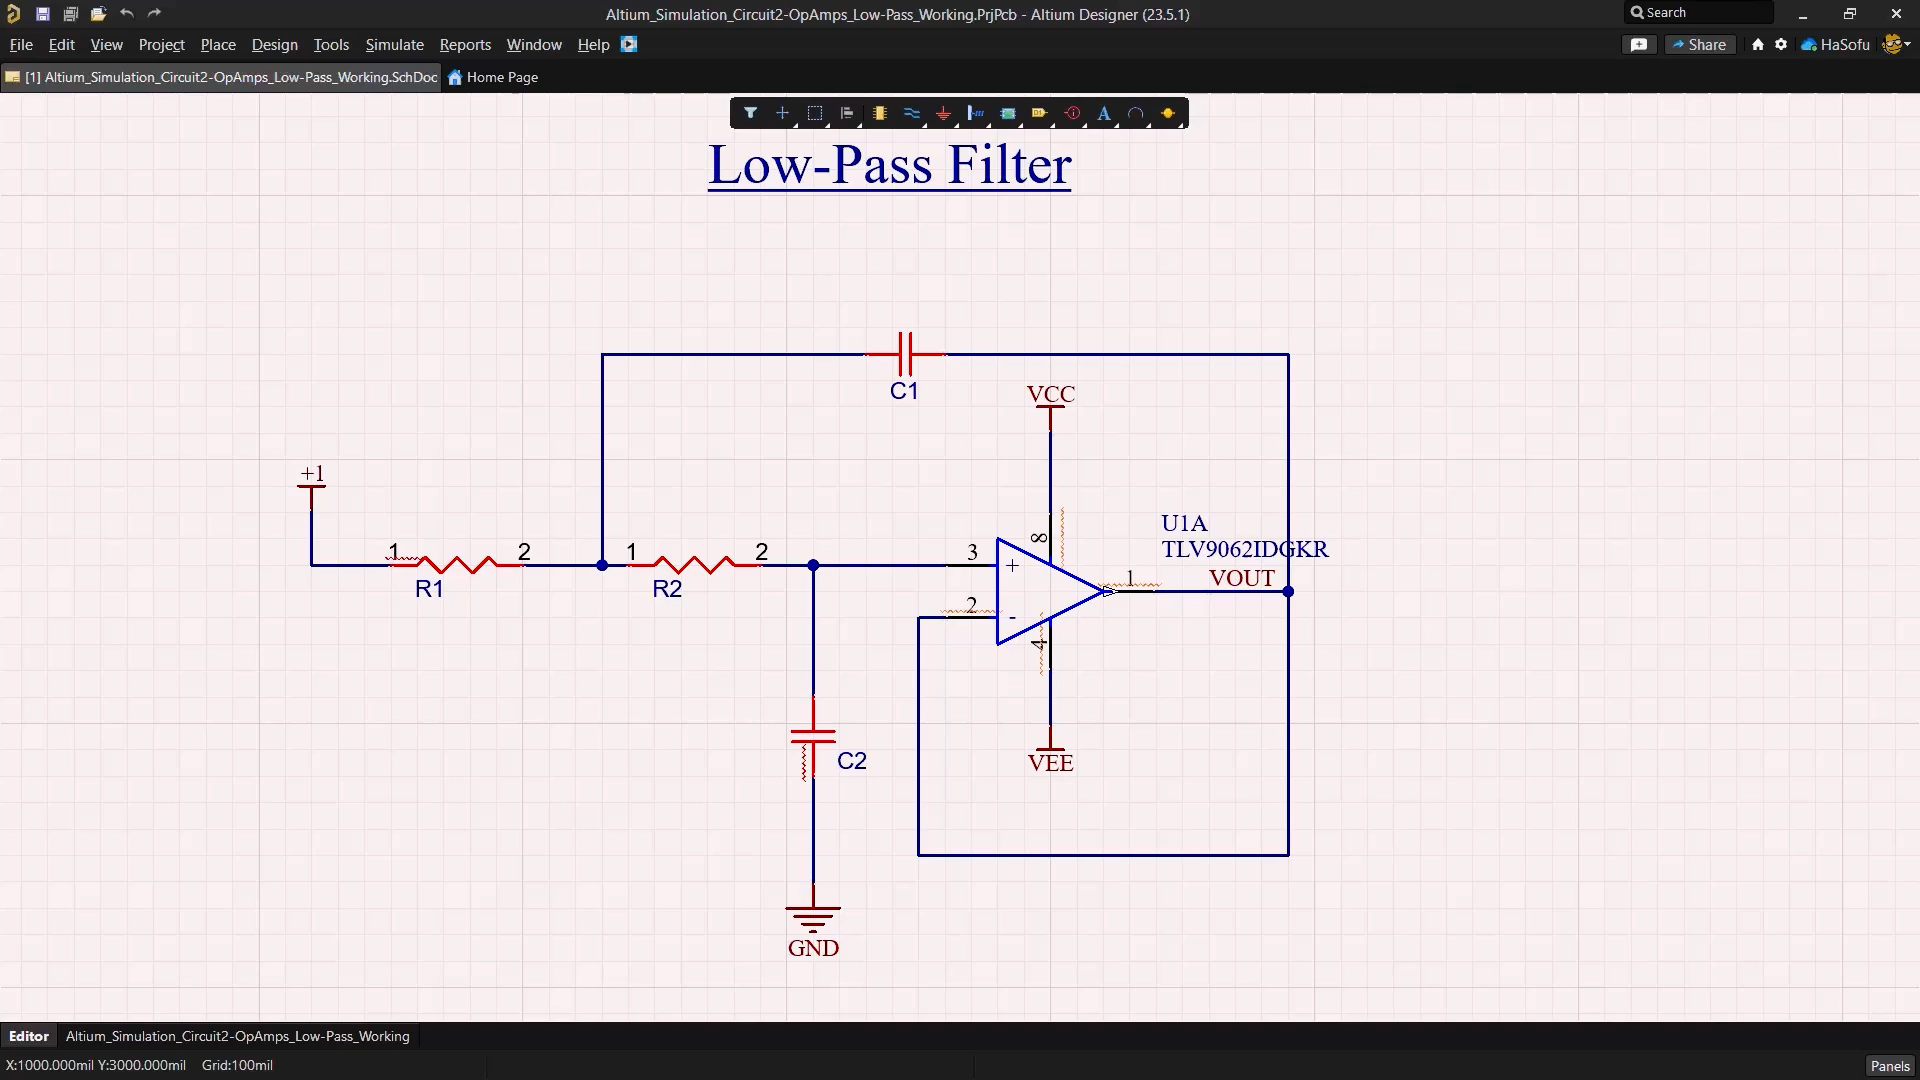 Altium_Simulation_Circuit2-OpAmps_Low-Pass_Working.PrjPcb - Altium Designer (23.5.1)
Search
File Edit View Project Place Design Tools Simulate Reports Window Help
Share
HaSofu
[1] Altium_Simulation_Circuit2-OpAmps_Low-Pass_Working.SchDoc
Home Page
Low-Pass Filter
C1
VCC
+1
8
U1A
TLV9062IDGKR
1 2 1 2 3 + 1 VOUT
R1 R2
2 -
4
C2
VEE
GND
Editor Altium_Simulation_Circuit2-OpAmps_Low-Pass_Working
X:1000.000mil Y:3000.000mil Grid:100mil
Panels